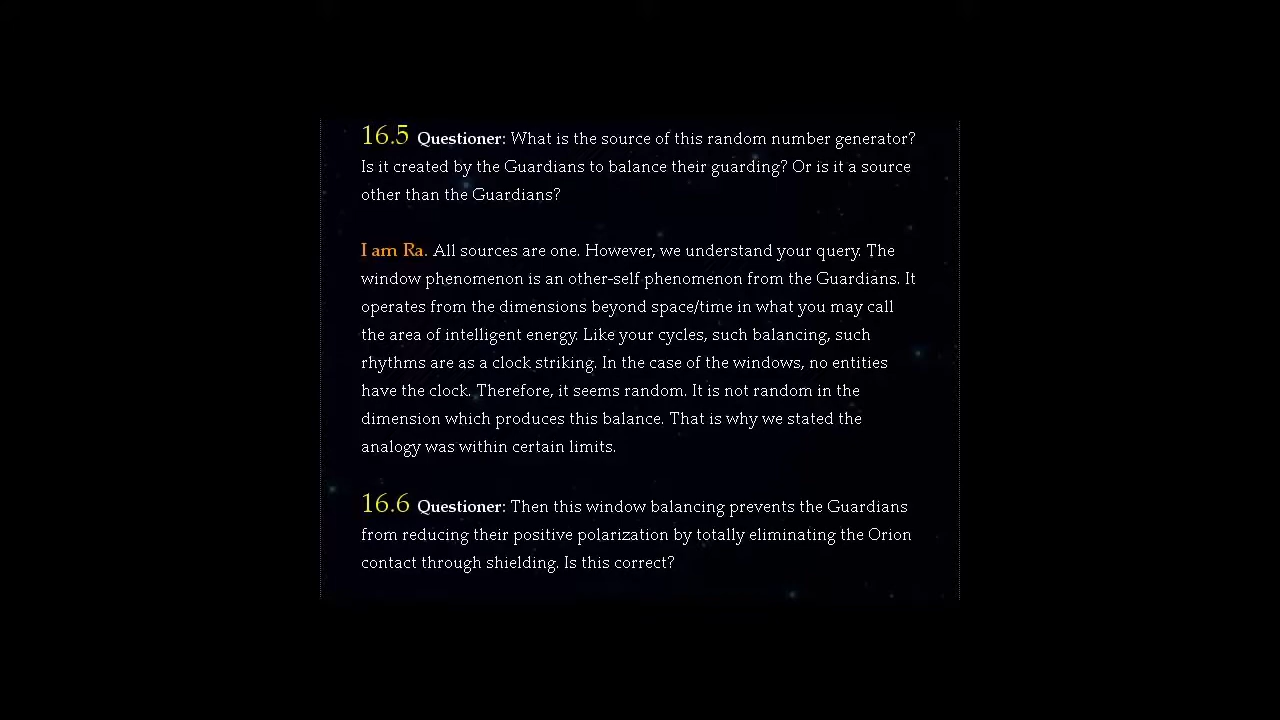 16.5 Questioner: What is the source of this random number generator?
Is it created by the Guardians to balance their guarding? Or is it a source
other than the Guardians?
I am Ra. All sources are one. However, we understand your query. The
window phenomenon is an other-self phenomenon from the Guardians. It
operates from the dimensions beyond space/time in what you may call
the area of intelligent energy. Like your cycles, such balancing, such
rhythms are as a clock striking. In the case of the windows, no entities
have the clock. Therefore, it seems random. It is not random in the
dimension which produces this balance. That is why we stated the
analogy was within certain limits.
16.6 Questioner: Then this window balancing prevents the Guardians
from reducing their positive polarization by totally eliminating the Orion
contact through shielding. Is this correct?